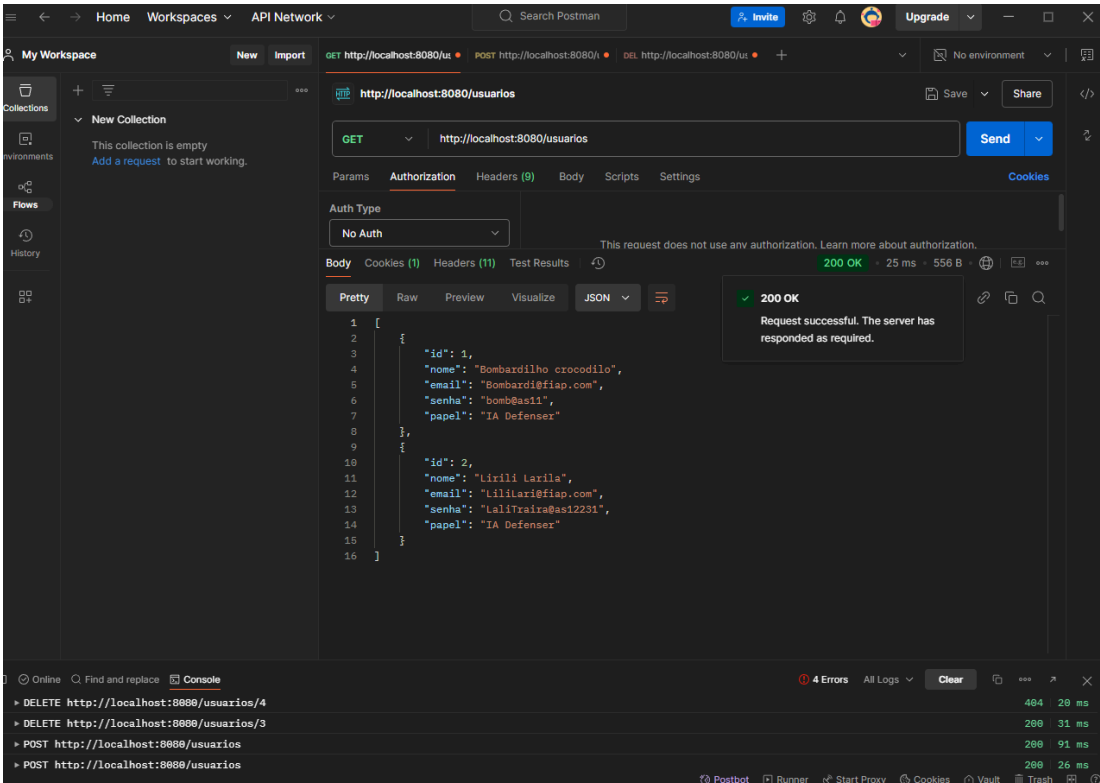 Home Workspaces API Network Search Postman Invite Upgrade
My Workspace New Import GET http://localhost:8080/us POST http://localhost:8080/ DEL http://localhost:8080/us No environment
Collections
New Collection
This collection is empty
Add a request to start working.
nvironments
Flows
History
HTTP http://localhost:8080/usuarios Save Share
GET http://localhost:8080/usuarios Send
Params Authorization Headers (9) Body Scripts Settings Cookies
Auth Type
No Auth
This request does not use any authorization. Learn more about authorization.
Body Cookies (1) Headers (11) Test Results 200 OK 25 ms 556 B
Pretty Raw Preview Visualize JSON
200 OK
Request successful. The server has
responded as required.
1 [
2 {
3 "id": 1,
4 "nome": "Bombardilho crocodilo",
5 "email": "Bombardi@fiap.com",
6 "senha": "bomb@as11",
7 "papel": "IA Defenser"
8 },
9 {
10 "id": 2,
11 "nome": "Lirili Larila",
12 "email": "LiliLari@fiap.com",
13 "senha": "LaliTraira@as12231",
14 "papel": "IA Defenser"
15 }
16 ]
Online Find and replace Console 4 Errors All Logs Clear
DELETE http://localhost:8080/usuarios/4 404 20 ms
DELETE http://localhost:8080/usuarios/3 200 31 ms
POST http://localhost:8080/usuarios 200 91 ms
POST http://localhost:8080/usuarios 200 26 ms
Postbot Runner Start Proxy Cookies Vault Trash